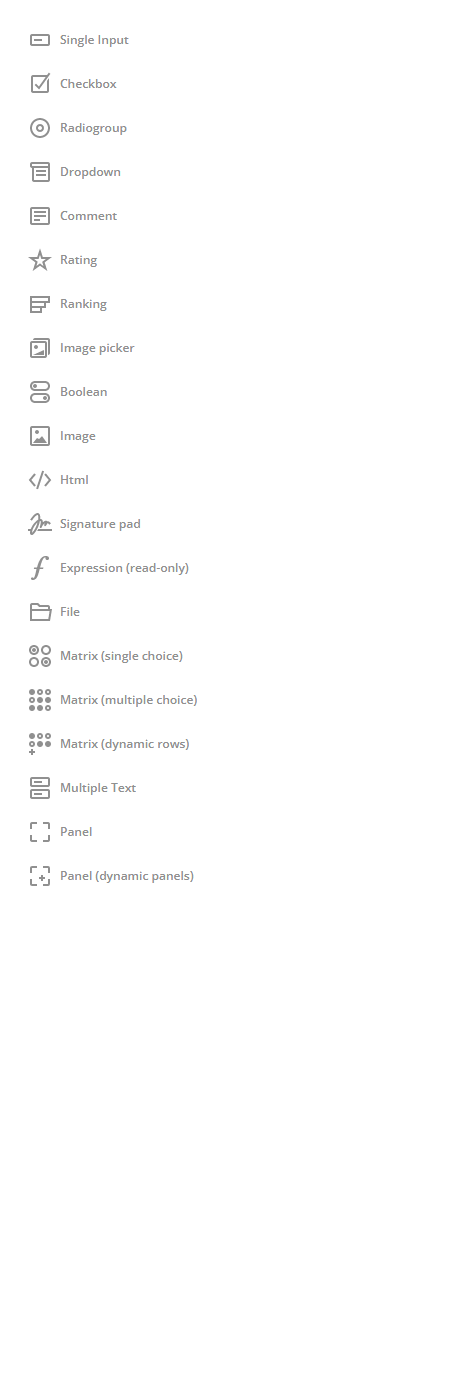 Single Input
Checkbox
Radiogroup
Dropdown
Comment
Rating
Ranking
Image picker
Boolean
Image
Html
Signature pad
Expression (read-only)
File
Matrix (single choice)
Matrix (multiple choice)
Matrix (dynamic rows)
Multiple Text
Panel
Panel (dynamic panels)